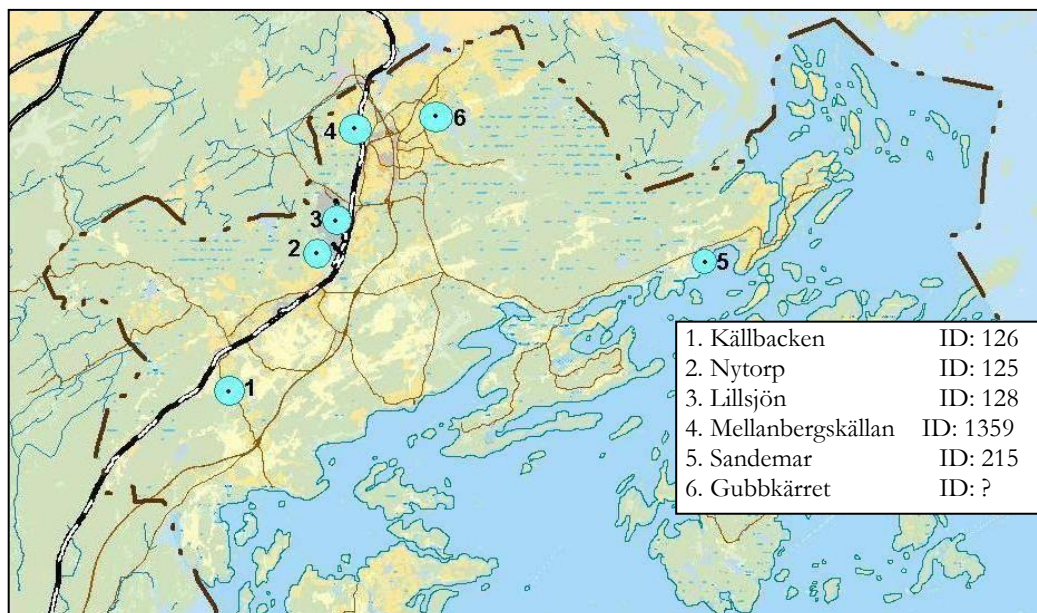 4
6
3
2
5
1
1. Källbacken ID: 126
2. Nytorp ID: 125
3. Lillsjön ID: 128
4. Mellanbergskällan ID: 1359
5. Sandemar ID: 215
6. Gubbkärret ID: ?